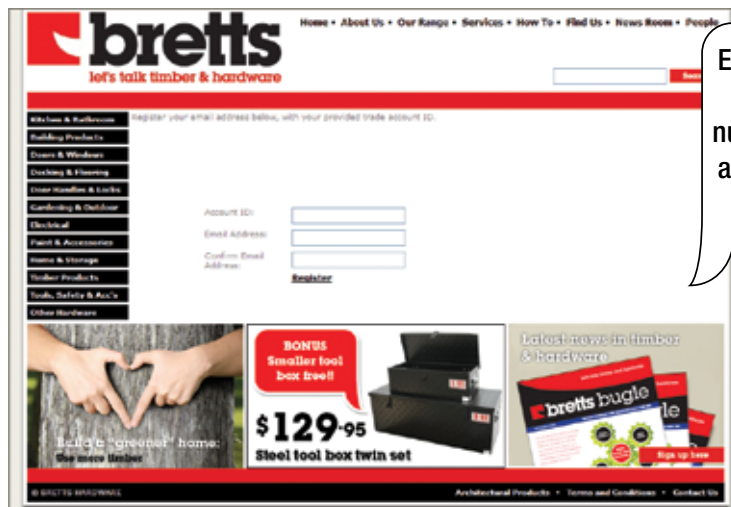 Home • About Us • Our Range • Services • How To • Find Us • News Room • People
bretts
let's talk timber & hardware
Kitchen & Bathroom
Building Products
Doors & Windows
Decking & Flooring
Door Handles & Locks
Gardening & Outdoor
Electrical
Paint & Accessories
Home & Storage
Timber Products
Tools, Safety & Acc's
Other Hardware
Register your email address below, with your provided trade account ID.
Account ID:
Email Address:
Confirm Email
Address:
Register
Build a "greener" home:
Use more timber
BONUS
Smaller tool
box free!!
$129.95
Steel tool box twin set
Latest news in timber
& hardware
bretts bugle
Sign up here
© BRETTS HARDWARE
Architectural Products • Terms and Conditions • Contact Us